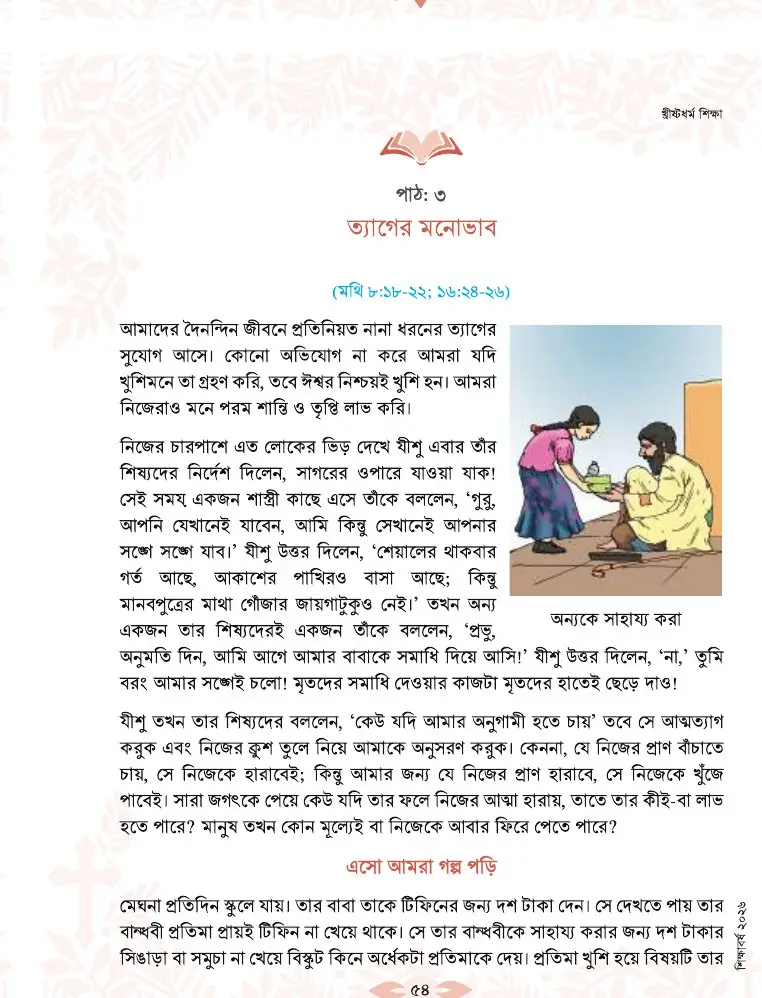 খ্রীষ্টধর্ম শিক্ষা
পাঠ: ৩
ত্যাগের মনোভাব
(মথি ৮:১৮-২২; ১৬:২৪-২৬)
আমাদের দৈনন্দিন জীবনে প্রতিনিয়ত নানা ধরনের ত্যাগের
সুযোগ আসে। কোনো অভিযোগ না করে আমরা যদি
খুশিমনে তা গ্রহণ করি, তবে ঈশ্বর নিশ্চয়ই খুশি হন। আমরা
নিজেরাও মনে পরম শান্তি ও তৃপ্তি লাভ করি।
নিজের চারপাশে এত লোকের ভিড় দেখে যীশু এবার তাঁর
শিষ্যদের নির্দেশ দিলেন, সাগরের ওপারে যাওয়া যাক!
সেই সময় একজন শাস্ত্রী কাছে এসে তাঁকে বললেন, ‘গুরু,
আপনি যেখানেই যাবেন, আমি কিন্তু সেখানেই আপনার
সঙ্গে সঙ্গে যাব।’ যীশু উত্তর দিলেন, ‘শেয়ালের থাকবার
গর্ত আছে, আকাশের পাখিরও বাসা আছে; কিন্তু
মানবপুত্রের মাথা গোঁজার জায়গাটুকুও নেই।’ তখন অন্য
একজন তার শিষ্যদেরই একজন তাঁকে বললেন, ‘প্রভু,
অনুমতি দিন, আমি আগে আমার বাবাকে সমাধি দিয়ে আসি!’ যীশু উত্তর দিলেন, ‘না,’ তুমি
বরং আমার সঙ্গেই চলো! মৃতদের সমাধি দেওয়ার কাজটা মৃতদের হাতেই ছেড়ে দাও!
অন্যকে সাহায্য করা
যীশু তখন তার শিষ্যদের বললেন, ‘কেউ যদি আমার অনুগামী হতে চায়’ তবে সে আত্মত্যাগ
করুক এবং নিজের ক্রুশ তুলে নিয়ে আমাকে অনুসরণ করুক। কেননা, যে নিজের প্রাণ বাঁচাতে
চায়, সে নিজেকে হারাবেই; কিন্তু আমার জন্য যে নিজের প্রাণ হারাবে, সে নিজেকে খুঁজে
পাবেই। সারা জগৎকে পেয়ে কেউ যদি তার ফলে নিজের আত্মা হারায়, তাতে তার কীই-বা লাভ
হতে পারে? মানুষ তখন কোন মূল্যেই বা নিজেকে আবার ফিরে পেতে পারে?
এসো আমরা গল্প পড়ি
মেঘনা প্রতিদিন স্কুলে যায়। তার বাবা তাকে টিফিনের জন্য দশ টাকা দেন। সে দেখতে পায় তার
বান্ধবী প্রতিমা প্রায়ই টিফিন না খেয়ে থাকে। সে তার বান্ধবীকে সাহায্য করার জন্য দশ টাকার
সিঙাড়া বা সমুচা না খেয়ে বিস্কুট কিনে অর্ধেকটা প্রতিমাকে দেয়। প্রতিমা খুশি হয়ে বিষয়টি তার
শিক্ষাবর্ষ ২০২৬
৫৪